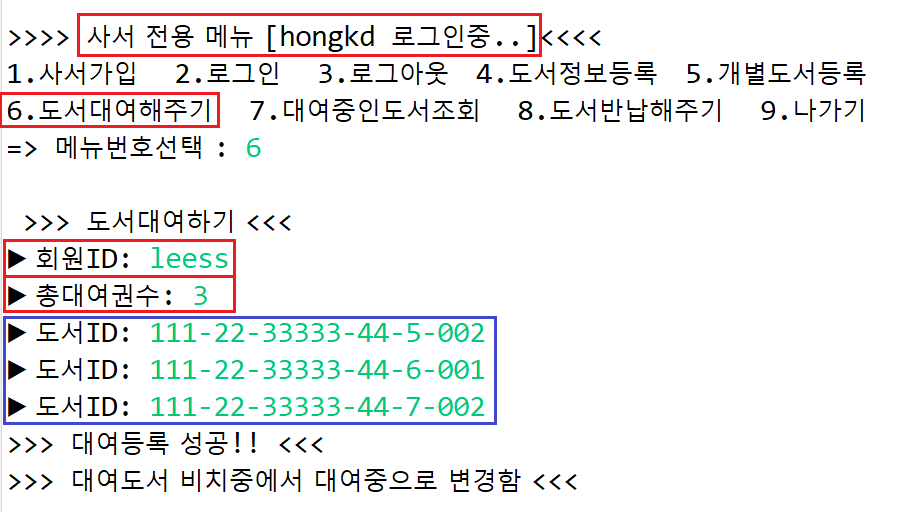 >>>> 사서 전용 메뉴 [hongkd 로그인중..]<<<<
1.사서가입 2.로그인 3.로그아웃 4.도서정보등록 5.개별도서등록
6.도서대여해주기 7.대여중인도서조회 8.도서반납해주기 9.나가기
=> 메뉴번호선택 : 6
>>> 도서대여하기 <<<
▶ 회원ID: leess
▶ 총대여권수: 3
▶ 도서ID: 111-22-33333-44-5-002
▶ 도서ID: 111-22-33333-44-6-001
▶ 도서ID: 111-22-33333-44-7-002
>>> 대여등록 성공!! <<<
>>> 대여도서 비치중에서 대여중으로 변경함 <<<